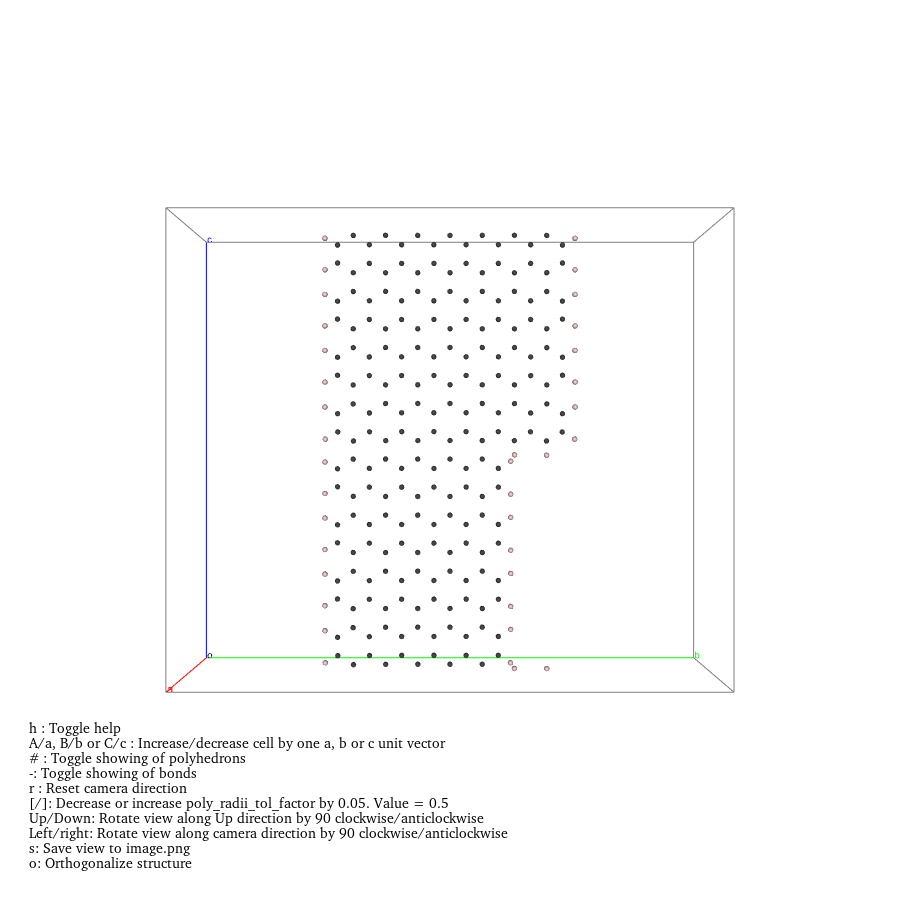 c
o
b
a
h : Toggle help
A/a, B/b or C/c : Increase/decrease cell by one a, b or c unit vector
# : Toggle showing of polyhedrons
-: Toggle showing of bonds
r : Reset camera direction
[/]: Decrease or increase poly_radii_tol_factor by 0.05. Value = 0.5
Up/Down: Rotate view along Up direction by 90 clockwise/anticlockwise
Left/right: Rotate view along camera direction by 90 clockwise/anticlockwise
s: Save view to image.png
o: Orthogonalize structure